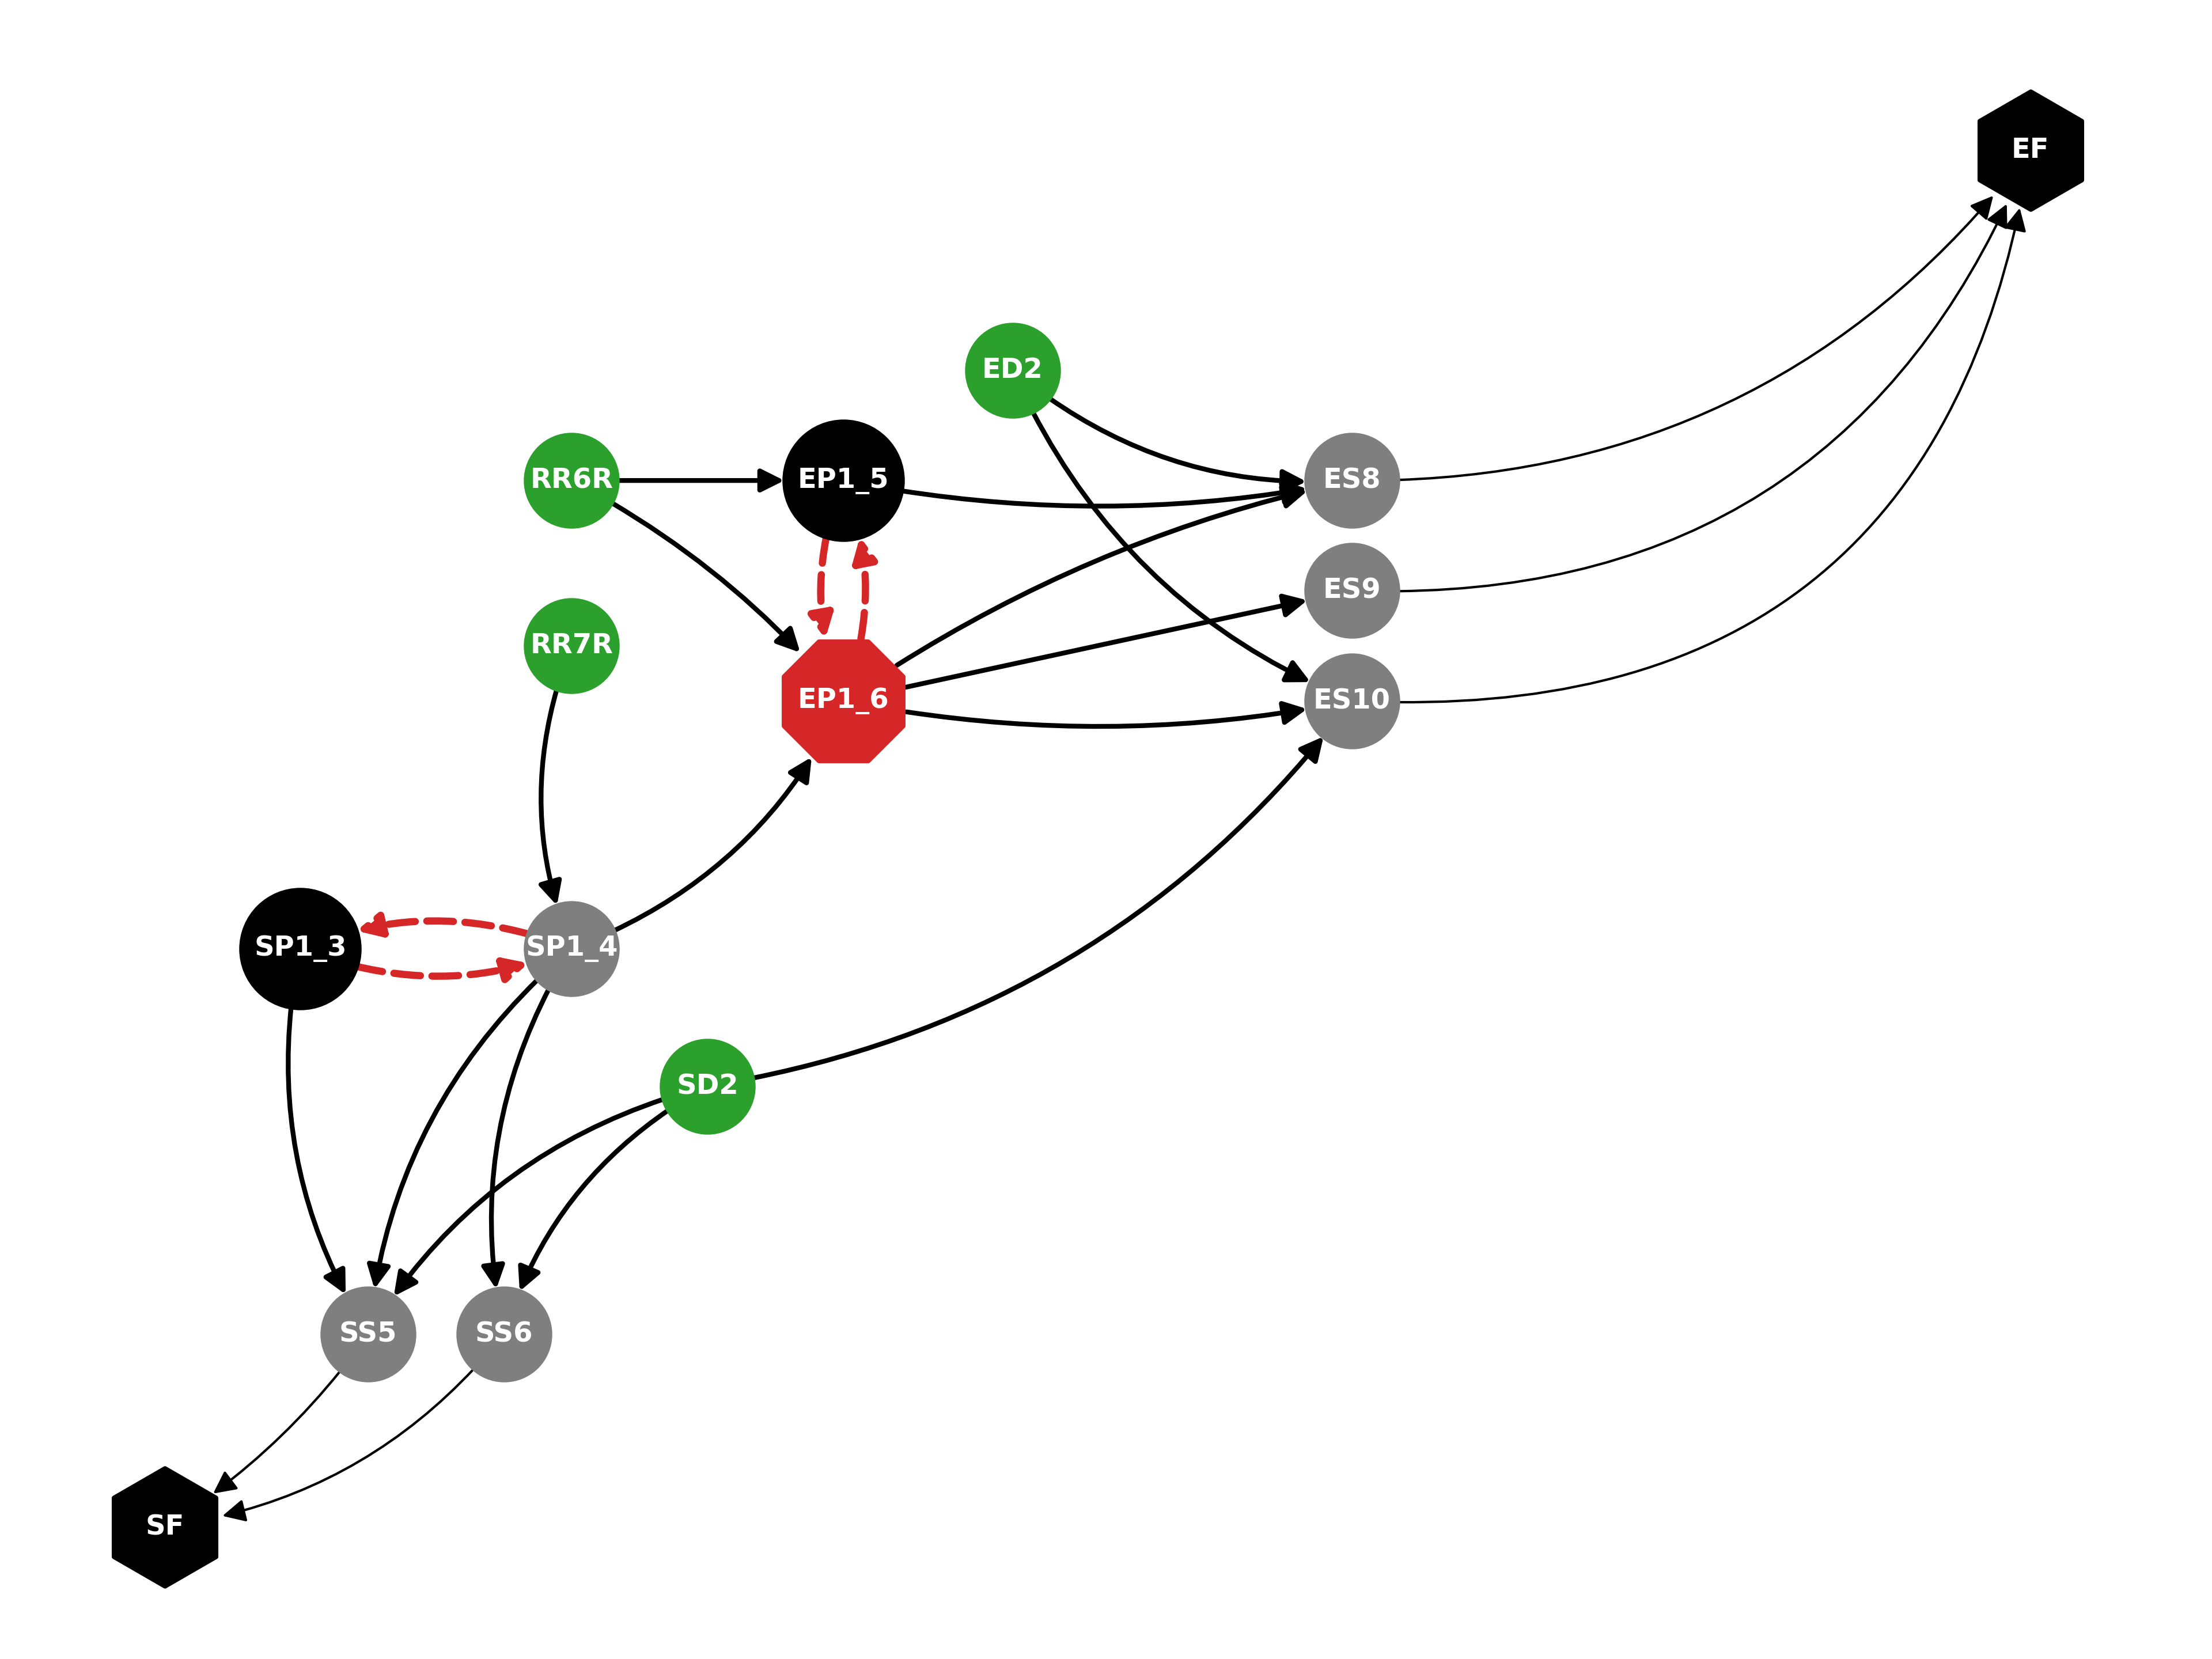 EF
ED2
RR6R
EP1_5
ES8
ES9
RR7R
EP1_6
ES10
SP1_3
SP1_4
SD2
SS5
SS6
SF